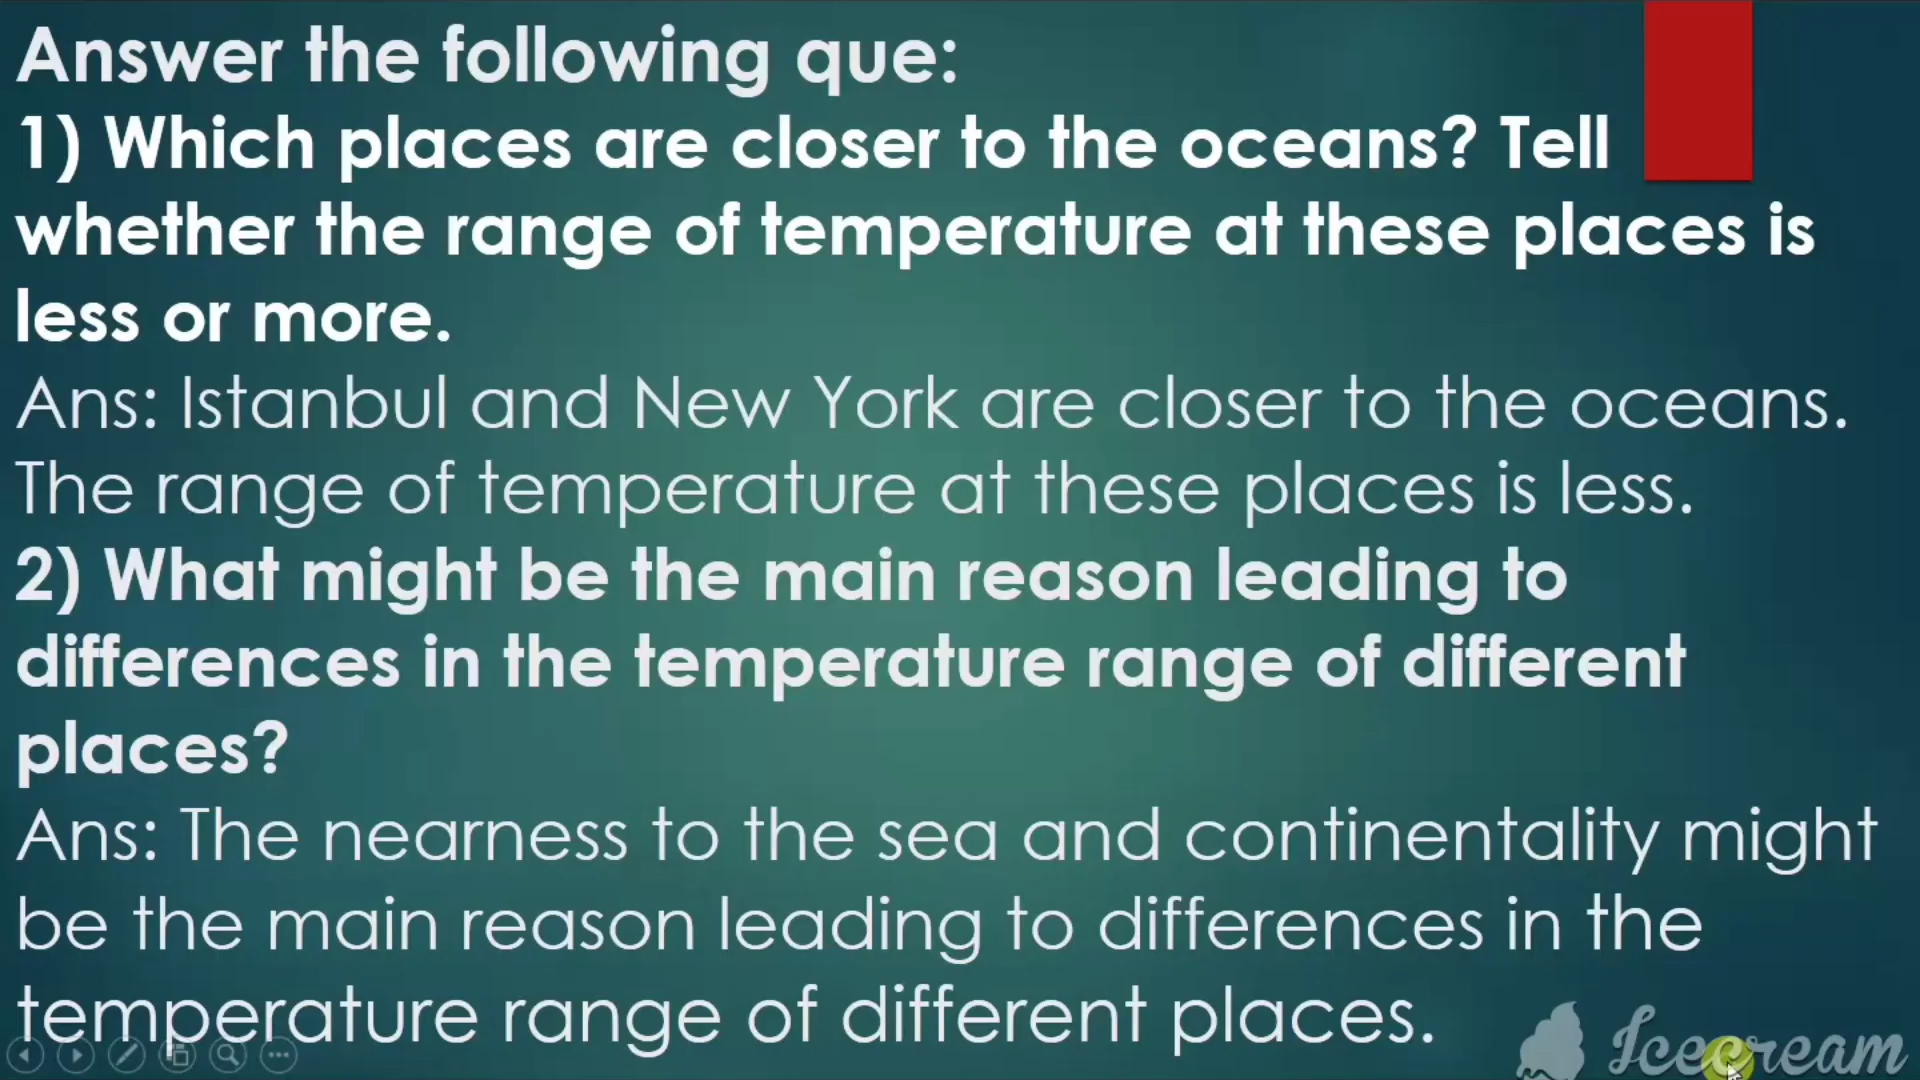 Answer the following que:
1) Which places are closer to the oceans? Tell
whether the range of temperature at these places is
less or more.
Ans: Istanbul and New York are closer to the oceans.
The range of temperature at these places is less.
2) What might be the main reason leading to
differences in the temperature range of different
places?
Ans: The nearness to the sea and continentality might
be the main reason leading to differences in the
temperature range of different places.
Icecream